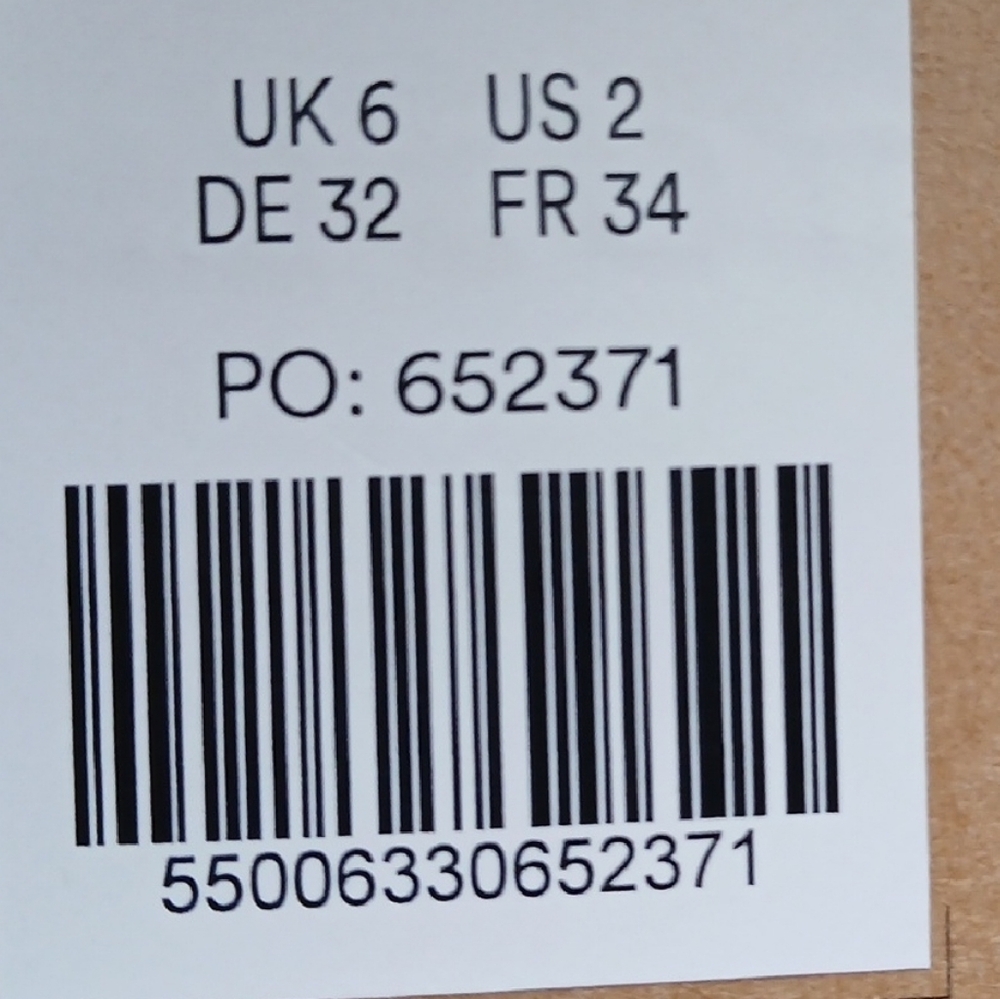 UK 6 US 2
DE 32 FR 34
PO: 652371
55006330652371